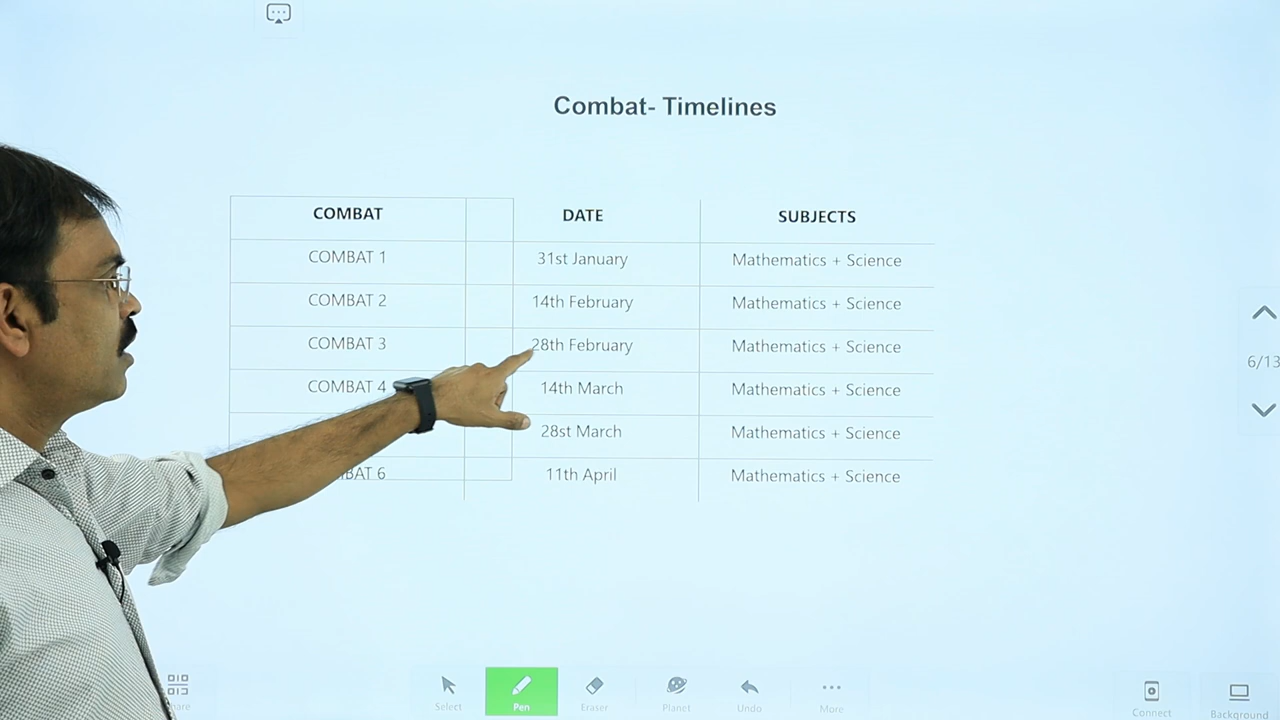 Combat- Timelines
COMBAT DATE SUBJECTS
COMBAT 1 31st January Mathematics + Science
COMBAT 2 14th February Mathematics + Science
COMBAT 3 28th February Mathematics + Science
COMBAT 4 14th March Mathematics + Science
28st March Mathematics + Science
BAT 6 11th April Mathematics + Science
6/13
Select Pen Eraser Planet Undo More Connect Background